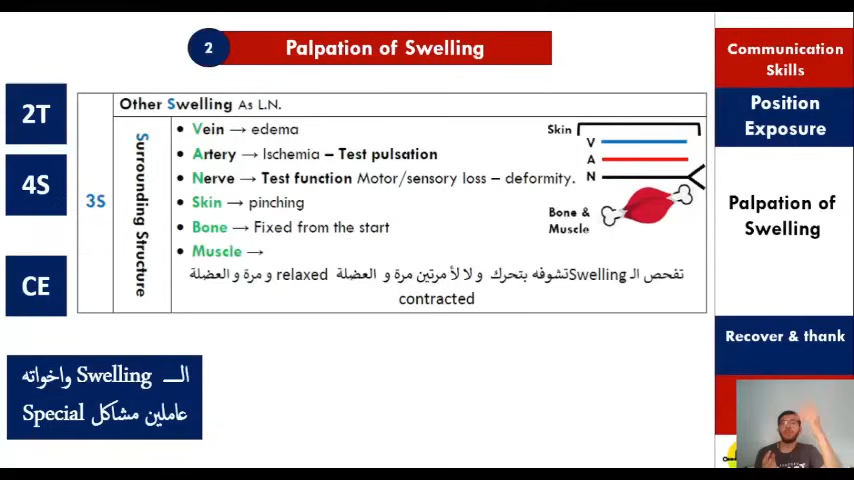 2
Palpation of Swelling
2T
4S
CE
الـــ Swelling واخواته
عاملين مشاكل Special
3S
Other Swelling As L.N.
Surrounding Structure
• Vein → edema
• Artery → Ischemia – Test pulsation
• Nerve → Test function Motor/sensory loss – deformity.
• Skin → pinching
• Bone → Fixed from the start
• Muscle →
تفحص الـ Swelling تشوفه بتحرك ولا لأ مرتين مرة و العضلة relaxed و مرة و العضلة
contracted
Skin
V
A
N
Bone &
Muscle
Communication
Skills
Position
Exposure
Palpation of
Swelling
Recover & thank